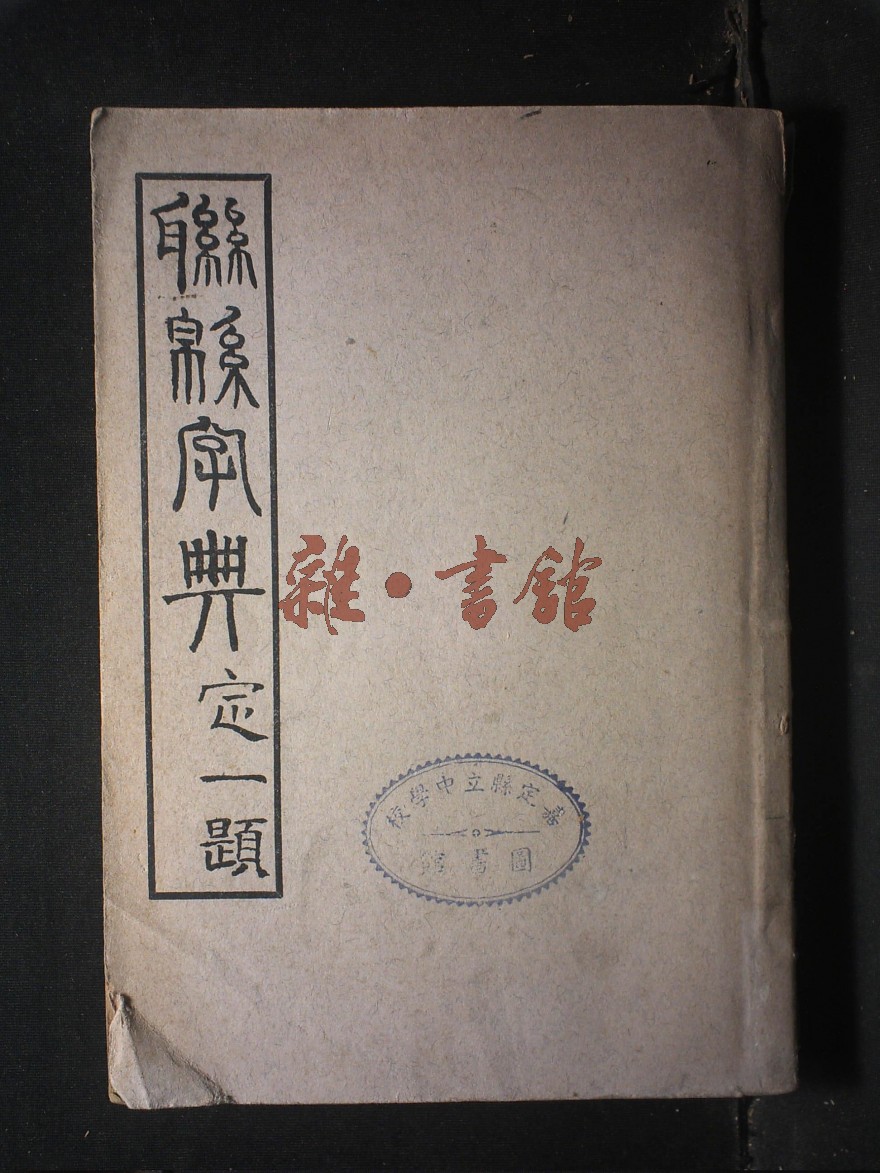 聯緜字典 定一題
雜·書館
嘉定縣立中學校
圖書館